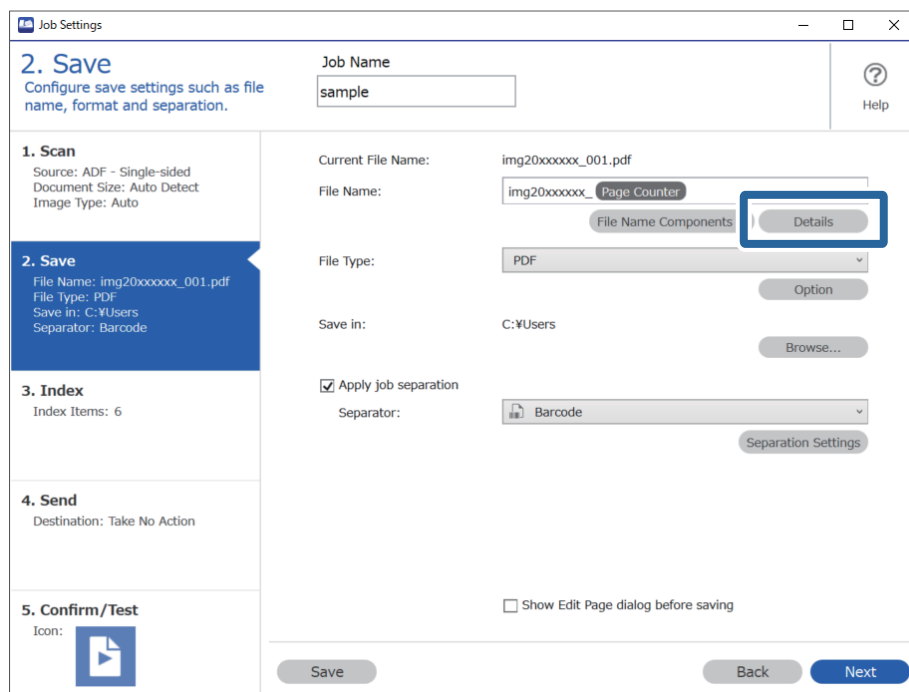 Job Settings
2. Save
Configure save settings such as file
name, format and separation.
Job Name
sample
Help
1. Scan
Source: ADF - Single-sided
Document Size: Auto Detect
Image Type: Auto
2. Save
File Name: img20xxxxxx_001.pdf
File Type: PDF
Save in: C:¥Users
Separator: Barcode
3. Index
Index Items: 6
4. Send
Destination: Take No Action
5. Confirm/Test
Icon:
Current File Name: img20xxxxxx_001.pdf
File Name: img20xxxxxx_ Page Counter
File Name Components Details
File Type: PDF
Option
Save in: C:¥Users
Browse...
Apply job separation
Separator: Barcode
Separation Settings
Show Edit Page dialog before saving
Save Back Next